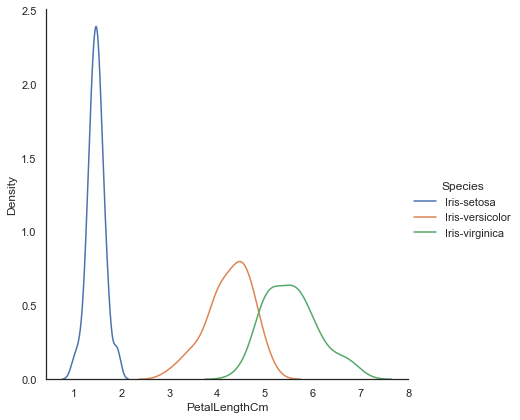 2.5
2.0
1.5
1.0
0.5
0.0
Density
1 2 3 4 5 6 7 8
PetalLengthCm
Species
Iris-setosa
Iris-versicolor
Iris-virginica